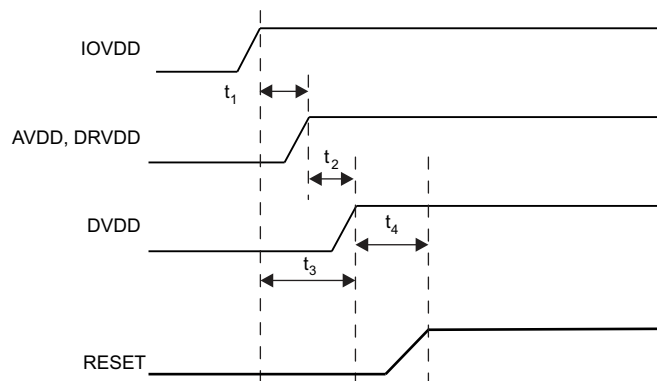 IOVDD
t1
AVDD, DRVDD
t2
DVDD
t4
t3
RESET